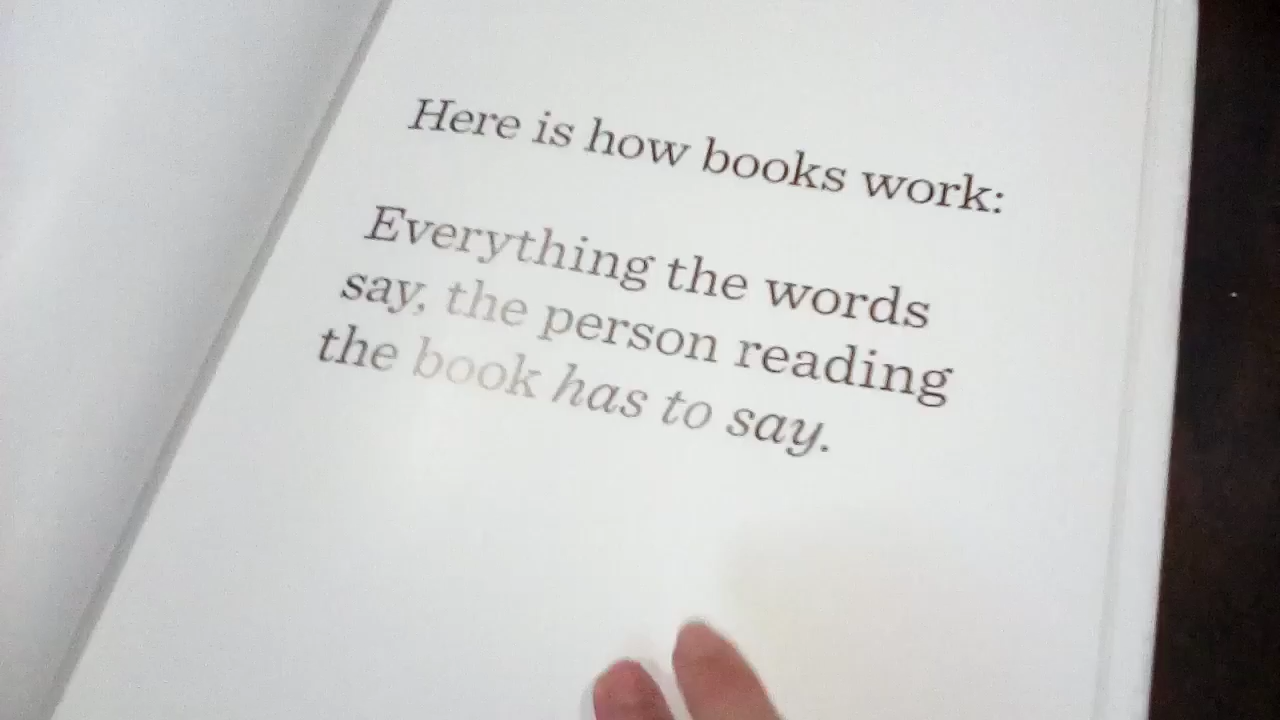 Here is how books work:
Everything the words
say, the person reading
the book has to say.